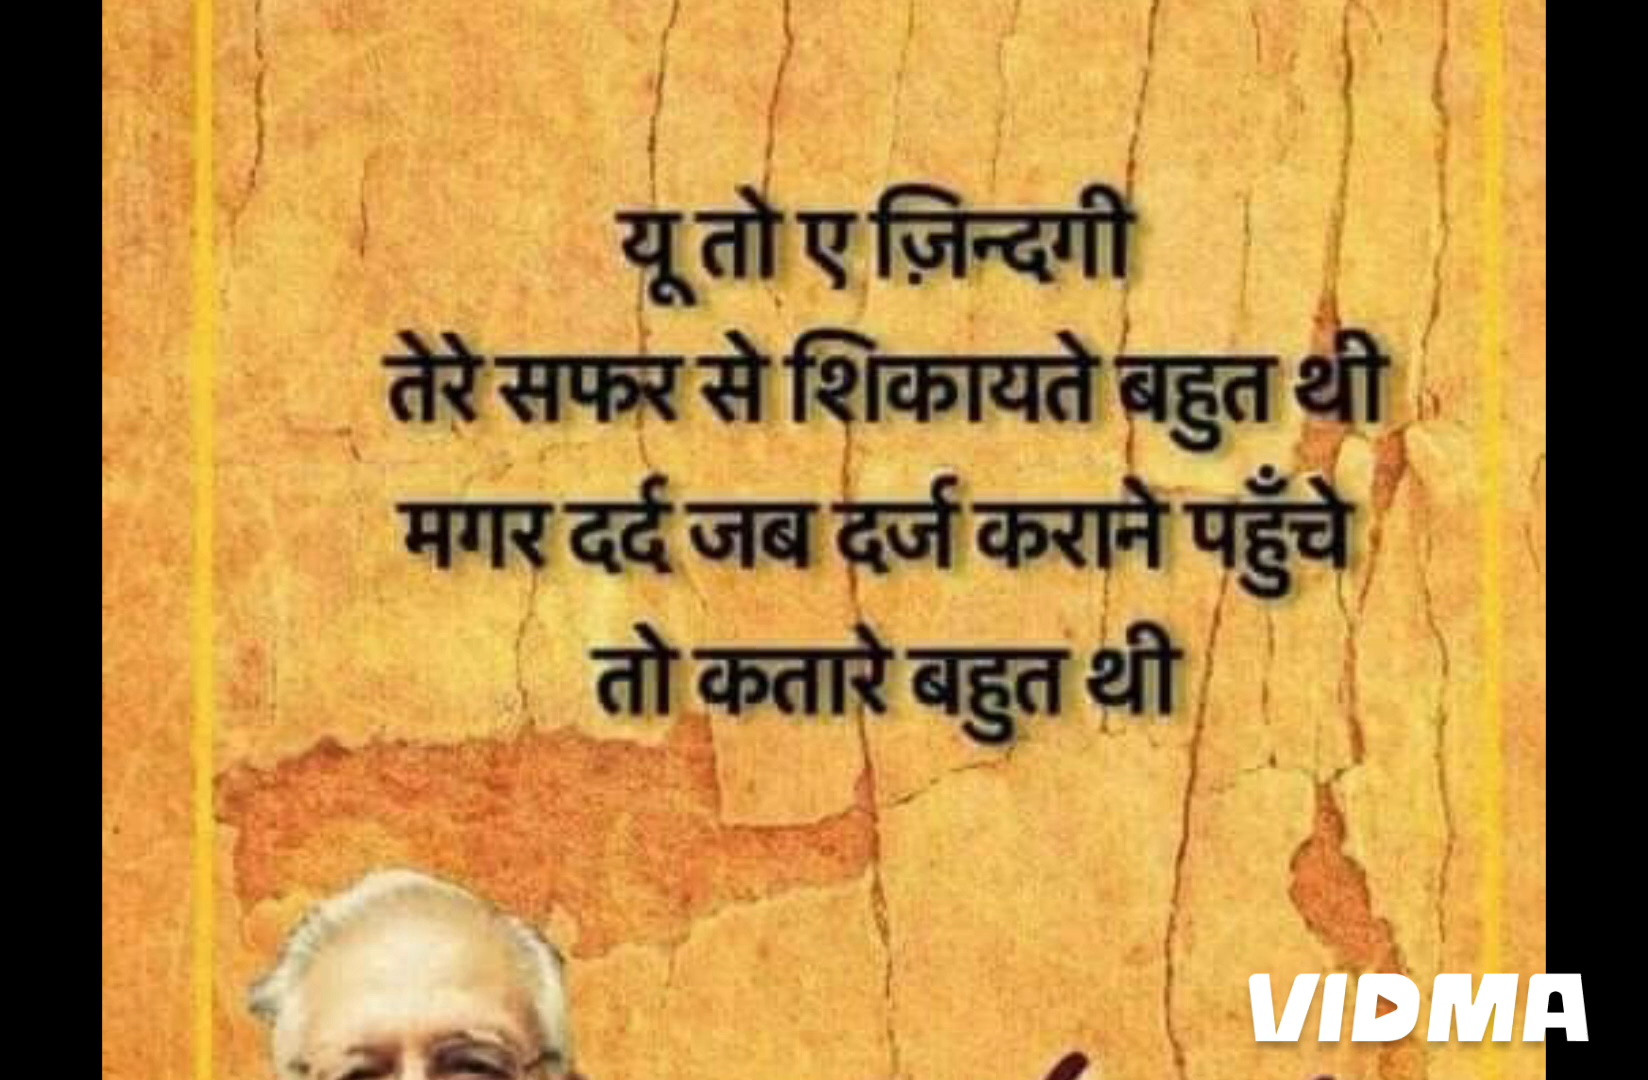 यू तो ए ज़िन्दगी
तेरे सफर से शिकायते बहुत थी
मगर दर्द जब दर्ज कराने पहुँचे
तो कतारे बहुत थी
VIDMA